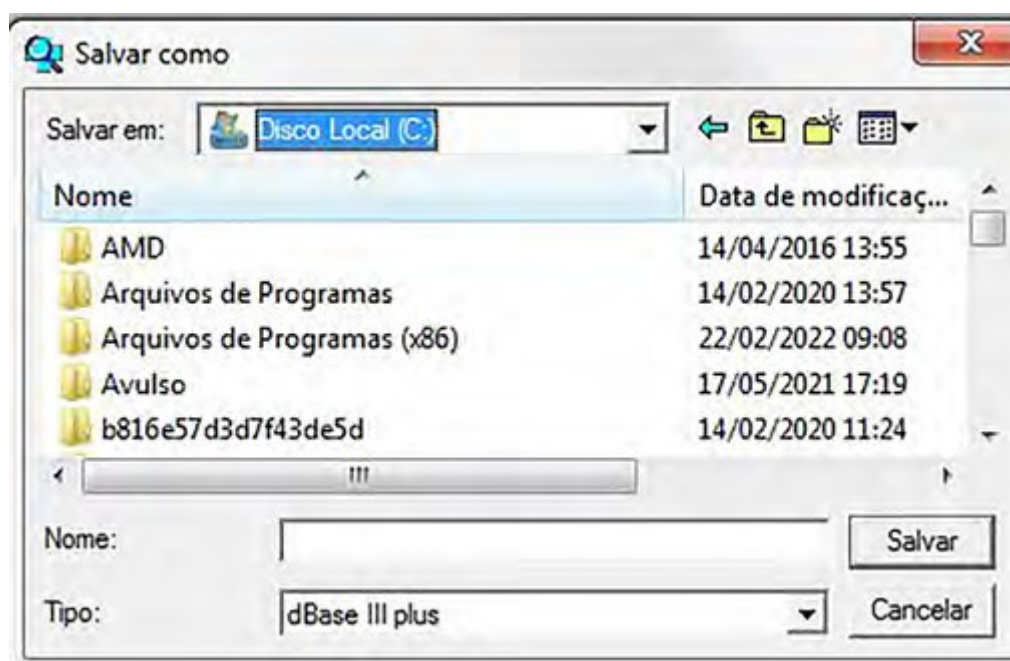 Salvar como
Salvar em: Disco Local (C:)
Nome Data de modificaç...
AMD 14/04/2016 13:55
Arquivos de Programas 14/02/2020 13:57
Arquivos de Programas (x86) 22/02/2022 09:08
Avulso 17/05/2021 17:19
b816e57d3d7f43de5d 14/02/2020 11:24
Nome: Salvar
Tipo: dBase III plus Cancelar